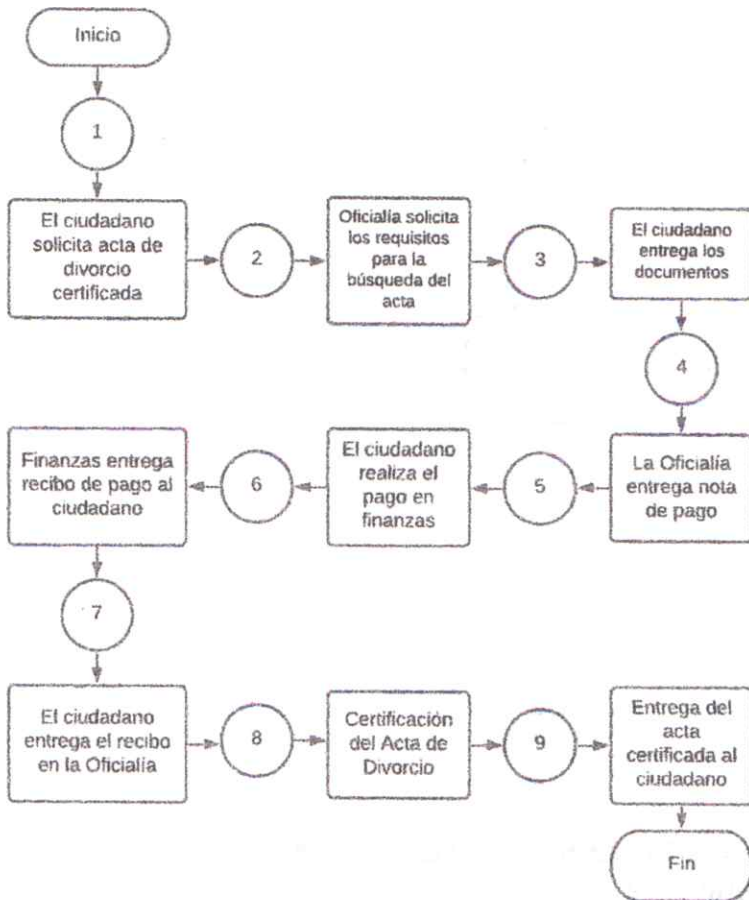 Inicio
1
El ciudadano
solicita acta de
divorcio
certificada
2
Oficialía solicita
los requisitos
para la
búsqueda del
acta
3
El ciudadano
entrega los
documentos
4
La Oficialía
entrega nota
de pago
5
El ciudadano
realiza el
pago en
finanzas
6
Finanzas entrega
recibo de pago al
ciudadano
7
El ciudadano
entrega el recibo
en la Oficialía
8
Certificación
del Acta de
Divorcio
9
Entrega del
acta
certificada al
ciudadano
Fin